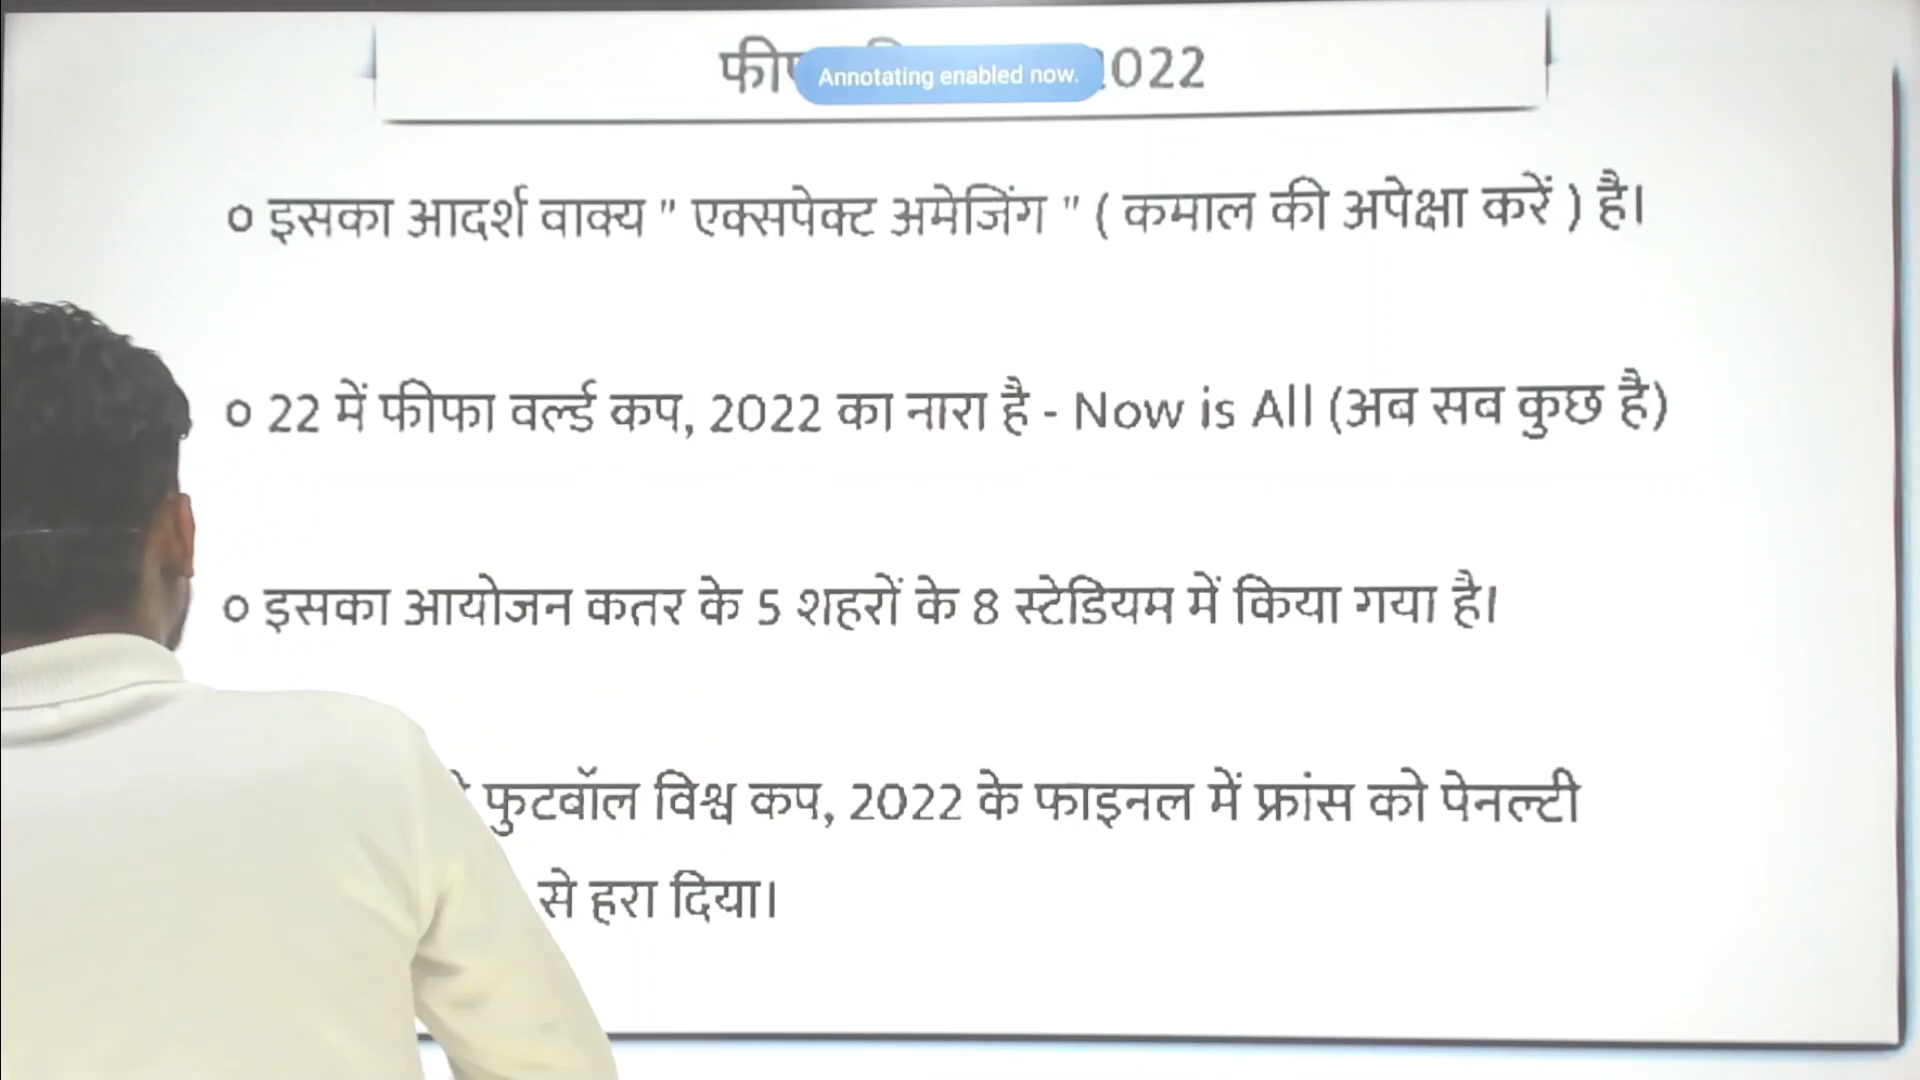 2022
Annotating enabled now.
o इसका आदर्श वाक्य " एक्सपेक्ट अमेजिंग " ( कमाल की अपेक्षा करें ) है।
o 22 में फीफा वर्ल्ड कप, 2022 का नारा है - Now is All (अब सब कुछ है)
o इसका आयोजन कतर के 5 शहरों के 8 स्टेडियम में किया गया है।
फुटबॉल विश्व कप, 2022 के फाइनल में फ्रांस को पेनल्टी
से हरा दिया।